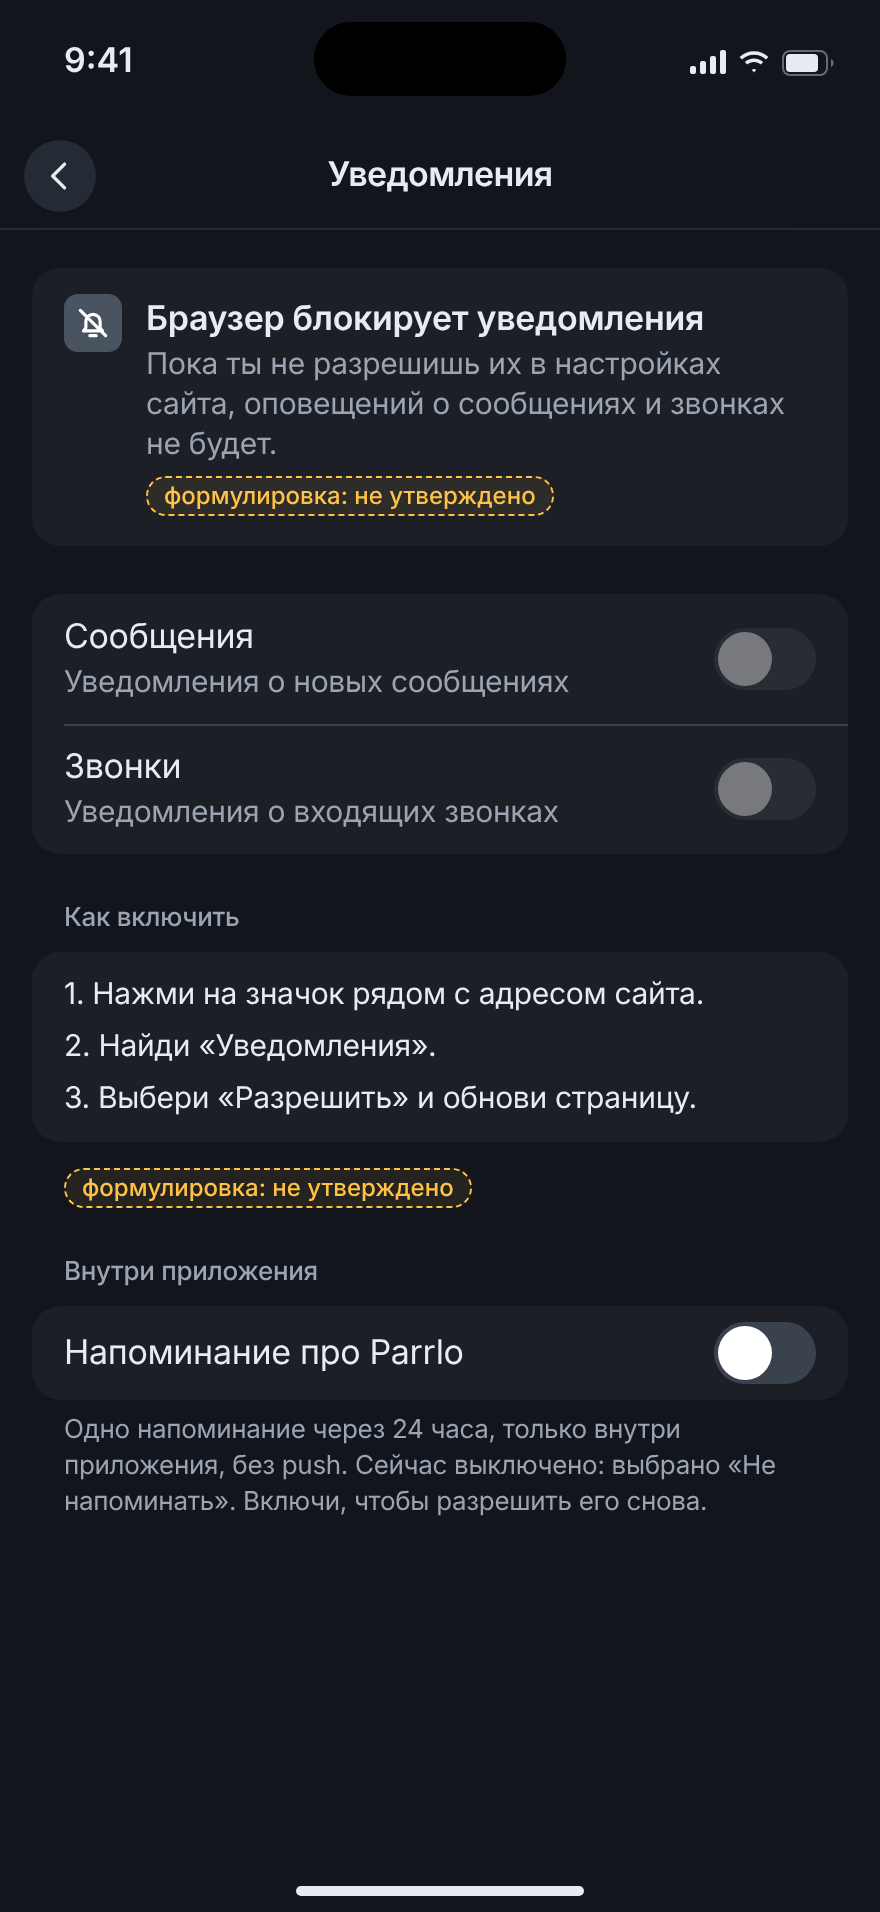 9:41
Уведомления
Браузер блокирует уведомления
Пока ты не разрешишь их в настройках
сайта, оповещений о сообщениях и звонках
не будет.
формулировка: не утверждено
Сообщения
Уведомления о новых сообщениях
Звонки
Уведомления о входящих звонках
Как включить
1. Нажми на значок рядом с адресом сайта.
2. Найди «Уведомления».
3. Выбери «Разрешить» и обнови страницу.
формулировка: не утверждено
Внутри приложения
Напоминание про Parrlo
Одно напоминание через 24 часа, только внутри
приложения, без push. Сейчас выключено: выбрано «Не
напоминать». Включи, чтобы разрешить его снова.